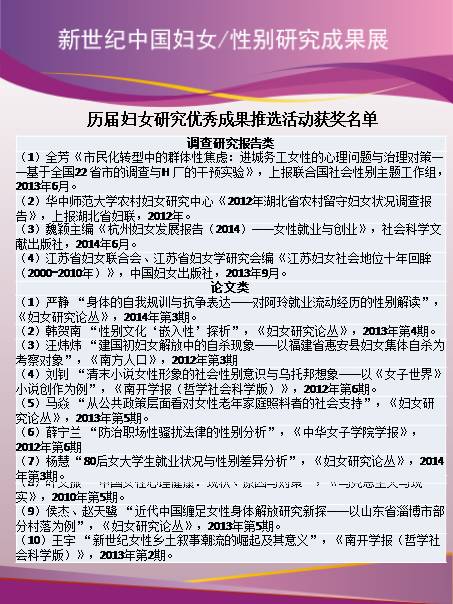 新世纪中国妇女/性别研究成果展
历届妇女研究优秀成果推选活动获奖名单
调查研究报告类
（1）全芳《市民化转型中的群体性焦虑：进城务工女性的心理问题与治理对策—
—基于全国22省市的调查与H厂的干预实验》，上报联合国社会性别主题工作组，
2013年6月。
（2）华中师范大学农村妇女研究中心《2012年湖北省农村留守妇女状况调查报
告》，上报湖北省妇联，2012年。
（3）魏颖主编《杭州妇女发展报告（2014）——女性就业与创业》，社会科学文
献出版社，2014年6月。
（4）江苏省妇女联合会、江苏省妇女学研究会编《江苏妇女社会地位十年回眸
（2000-2010年）》，中国妇女出版社，2013年9月。
论文类
（1）严静 “身体的自我规训与抗争表达——对阿玲就业流动经历的性别解读”，
《妇女研究论丛》，2014年第3期。
（2）韩贺南 “性别文化‘嵌入性’探析”，《妇女研究论丛》，2013年第4期。
（3）汪炜炜 “建国初妇女解放中的自杀现象——以福建省惠安县妇女集体自杀为
考察对象”，《南方人口》，2012年第3期
（4）刘钊 “清末小说女性形象的社会性别意识与乌托邦想象——以《女子世界》
小说创作为例”，《南开学报（哲学社会科学版）》，2012年第6期。
（5）马焱 “从公共政策层面看对女性老年家庭照料者的社会支持”，《妇女研
究论丛》，2013年第5期。
（6）薛宁兰 “防治职场性骚扰法律的性别分析”，《中华女子学院学报》，
2012年第6期
（7）杨慧“80后女大学生就业状况与性别差异分析”，《妇女研究论丛》，2014
年第3期。
实》，2010年第5期。
（9）侯杰、赵天鹭 “近代中国缠足女性身体解放研究新探——以山东省淄博市部
分村落为例”，《妇女研究论丛》，2013年第5期。
（10）王宇 “新世纪女性乡土叙事潮流的崛起及其意义”，《南开学报（哲学社
会科学版）》，2013年第2期。